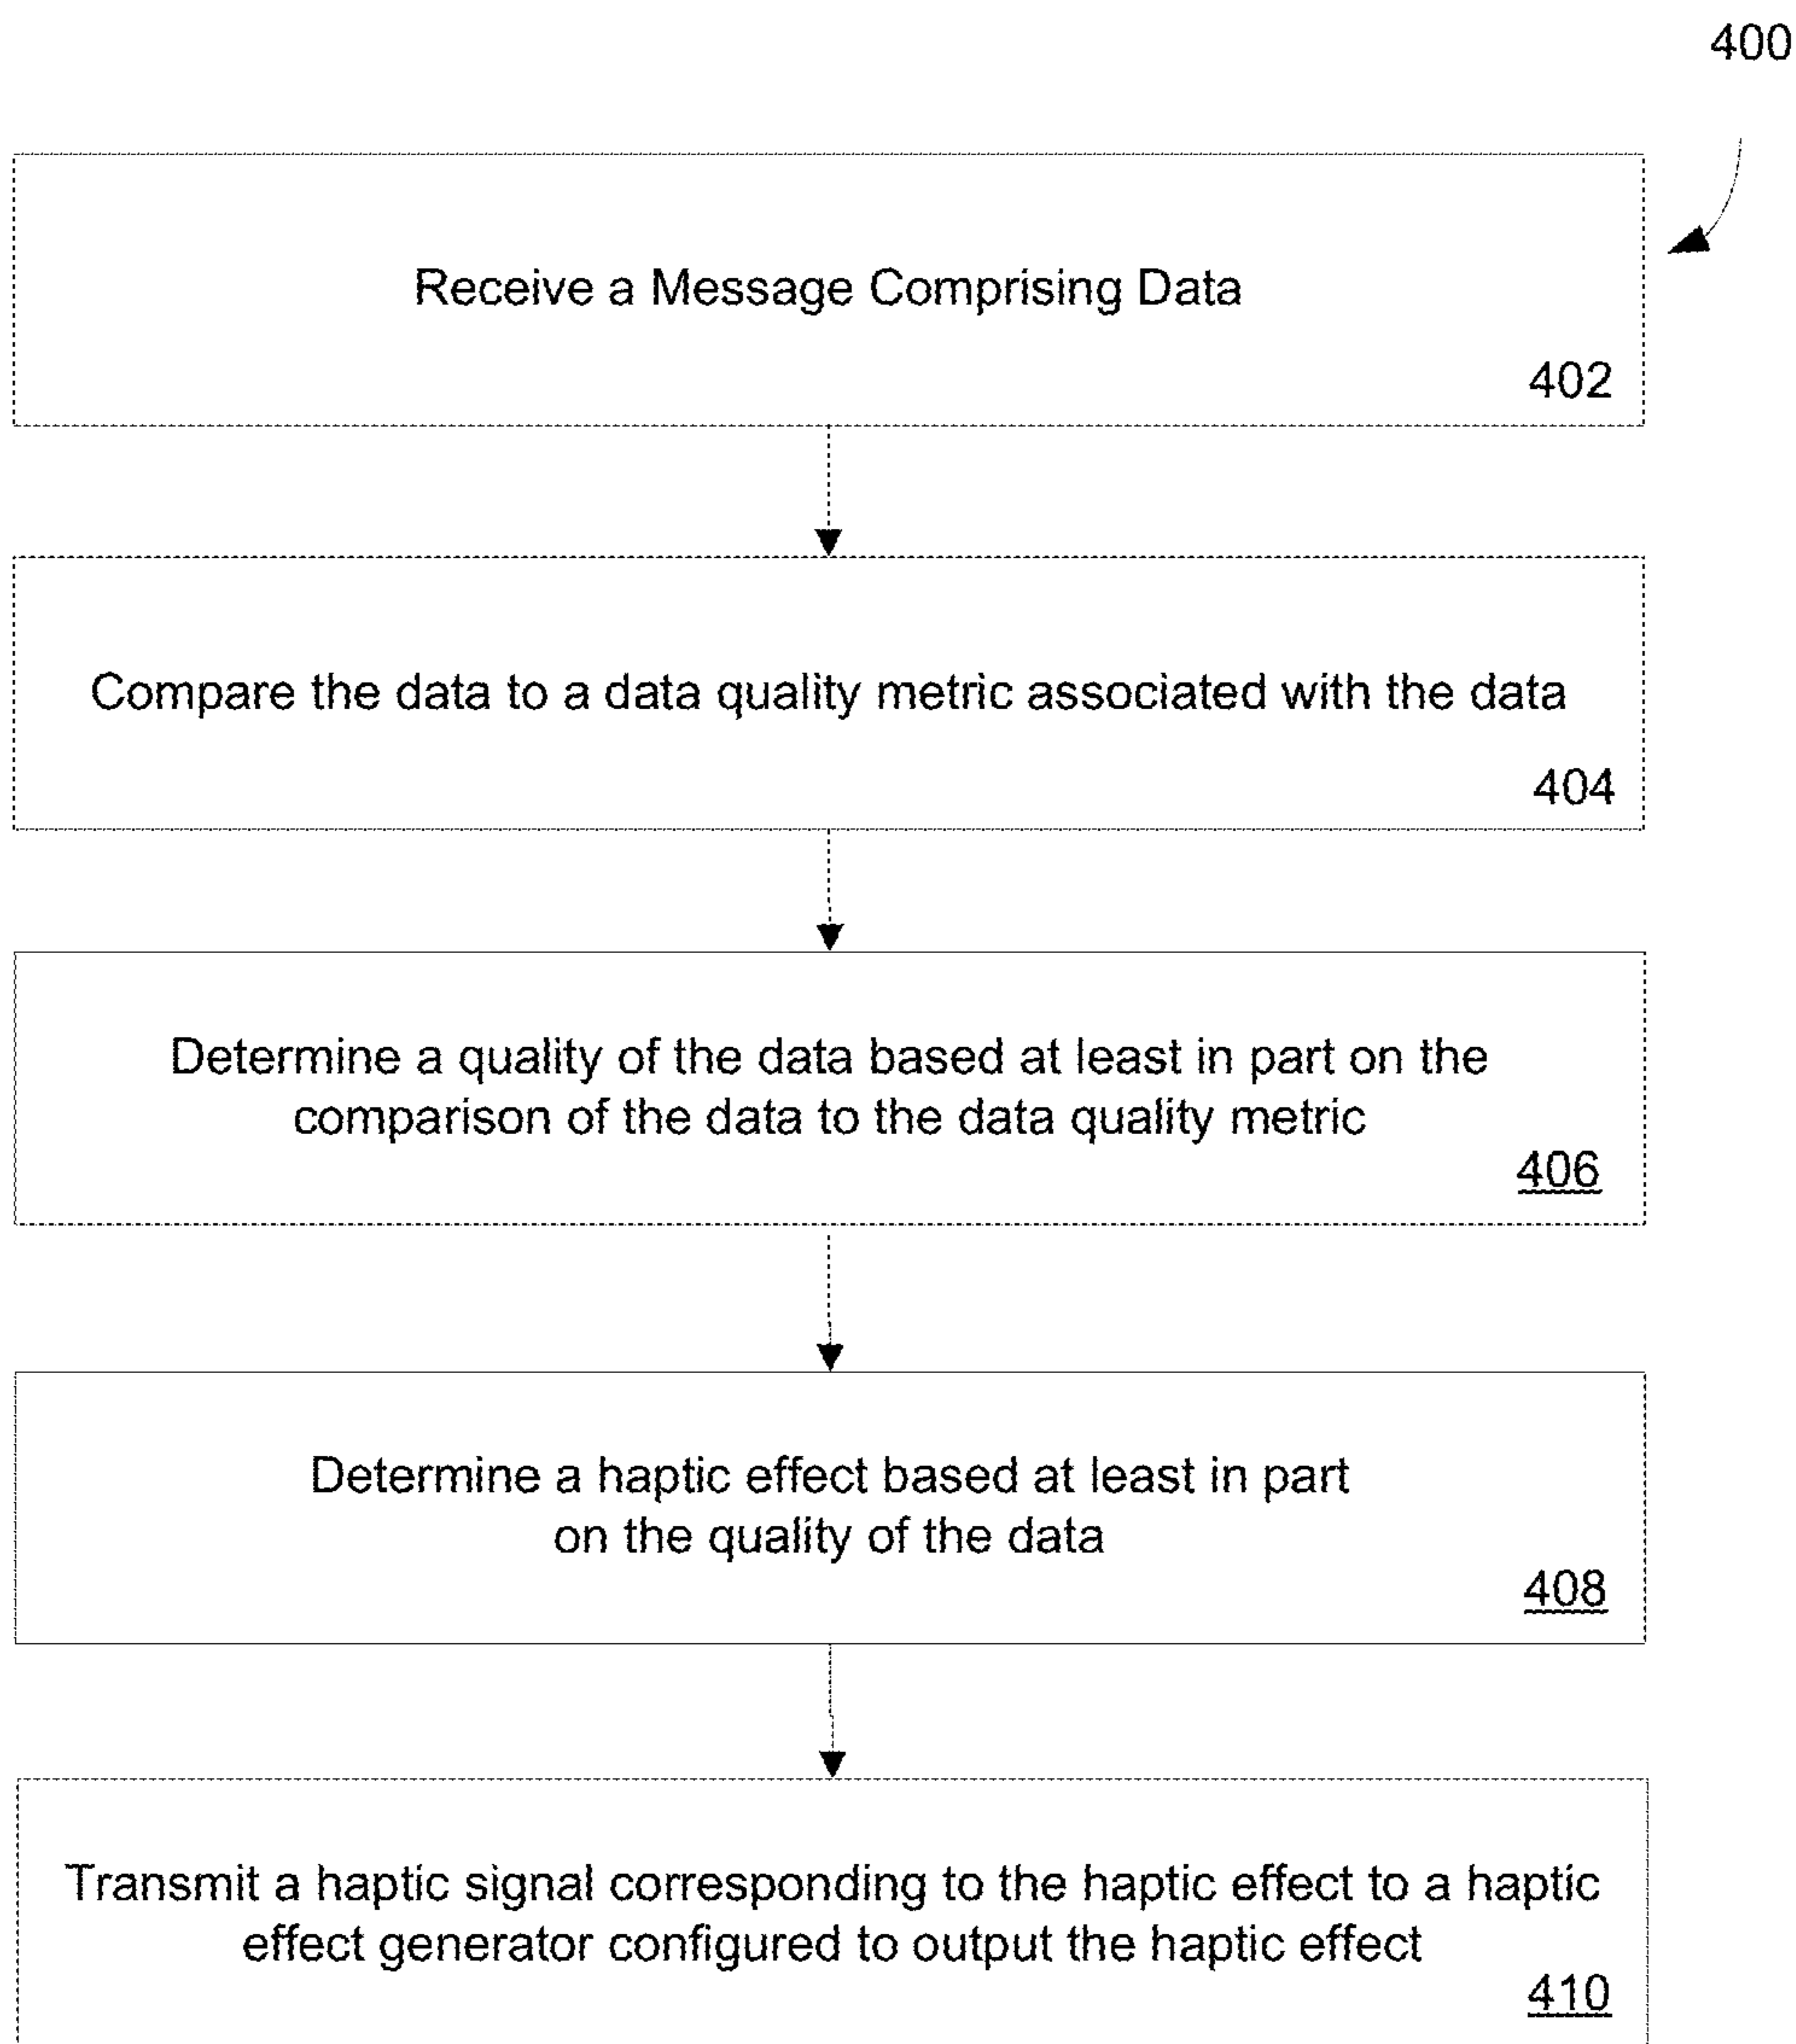 400
Receive a Message Comprising Data
402
Compare the data to a data quality metric associated with the data
404
Determine a quality of the data based at least in part on the
comparison of the data to the data quality metric
406
Determine a haptic effect based at least in part
on the quality of the data
408
Transmit a haptic signal corresponding to the haptic effect to a haptic
effect generator configured to output the haptic effect
410